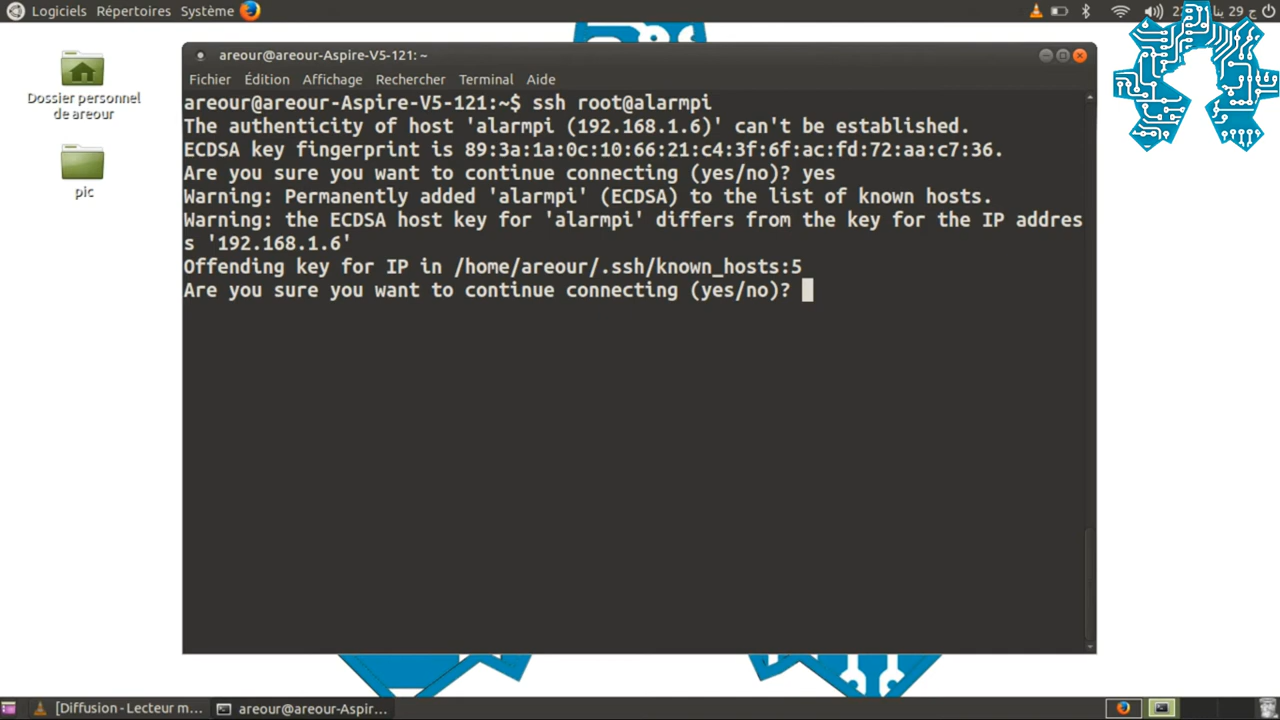 Logiciels Répertoires Système
ج 29 ينا
areour@areour-Aspire-V5-121: ~
Fichier Édition Affichage Rechercher Terminal Aide
Dossier personnel
de areour
pic
areour@areour-Aspire-V5-121:~$ ssh root@alarmpi
The authenticity of host 'alarmpi (192.168.1.6)' can't be established.
ECDSA key fingerprint is 89:3a:1a:0c:10:66:21:c4:3f:6f:ac:fd:72:aa:c7:36.
Are you sure you want to continue connecting (yes/no)? yes
Warning: Permanently added 'alarmpi' (ECDSA) to the list of known hosts.
Warning: the ECDSA host key for 'alarmpi' differs from the key for the IP addres
s '192.168.1.6'
Offending key for IP in /home/areour/.ssh/known_hosts:5
Are you sure you want to continue connecting (yes/no)?
[Diffusion - Lecteur m... areour@areour-Aspir...